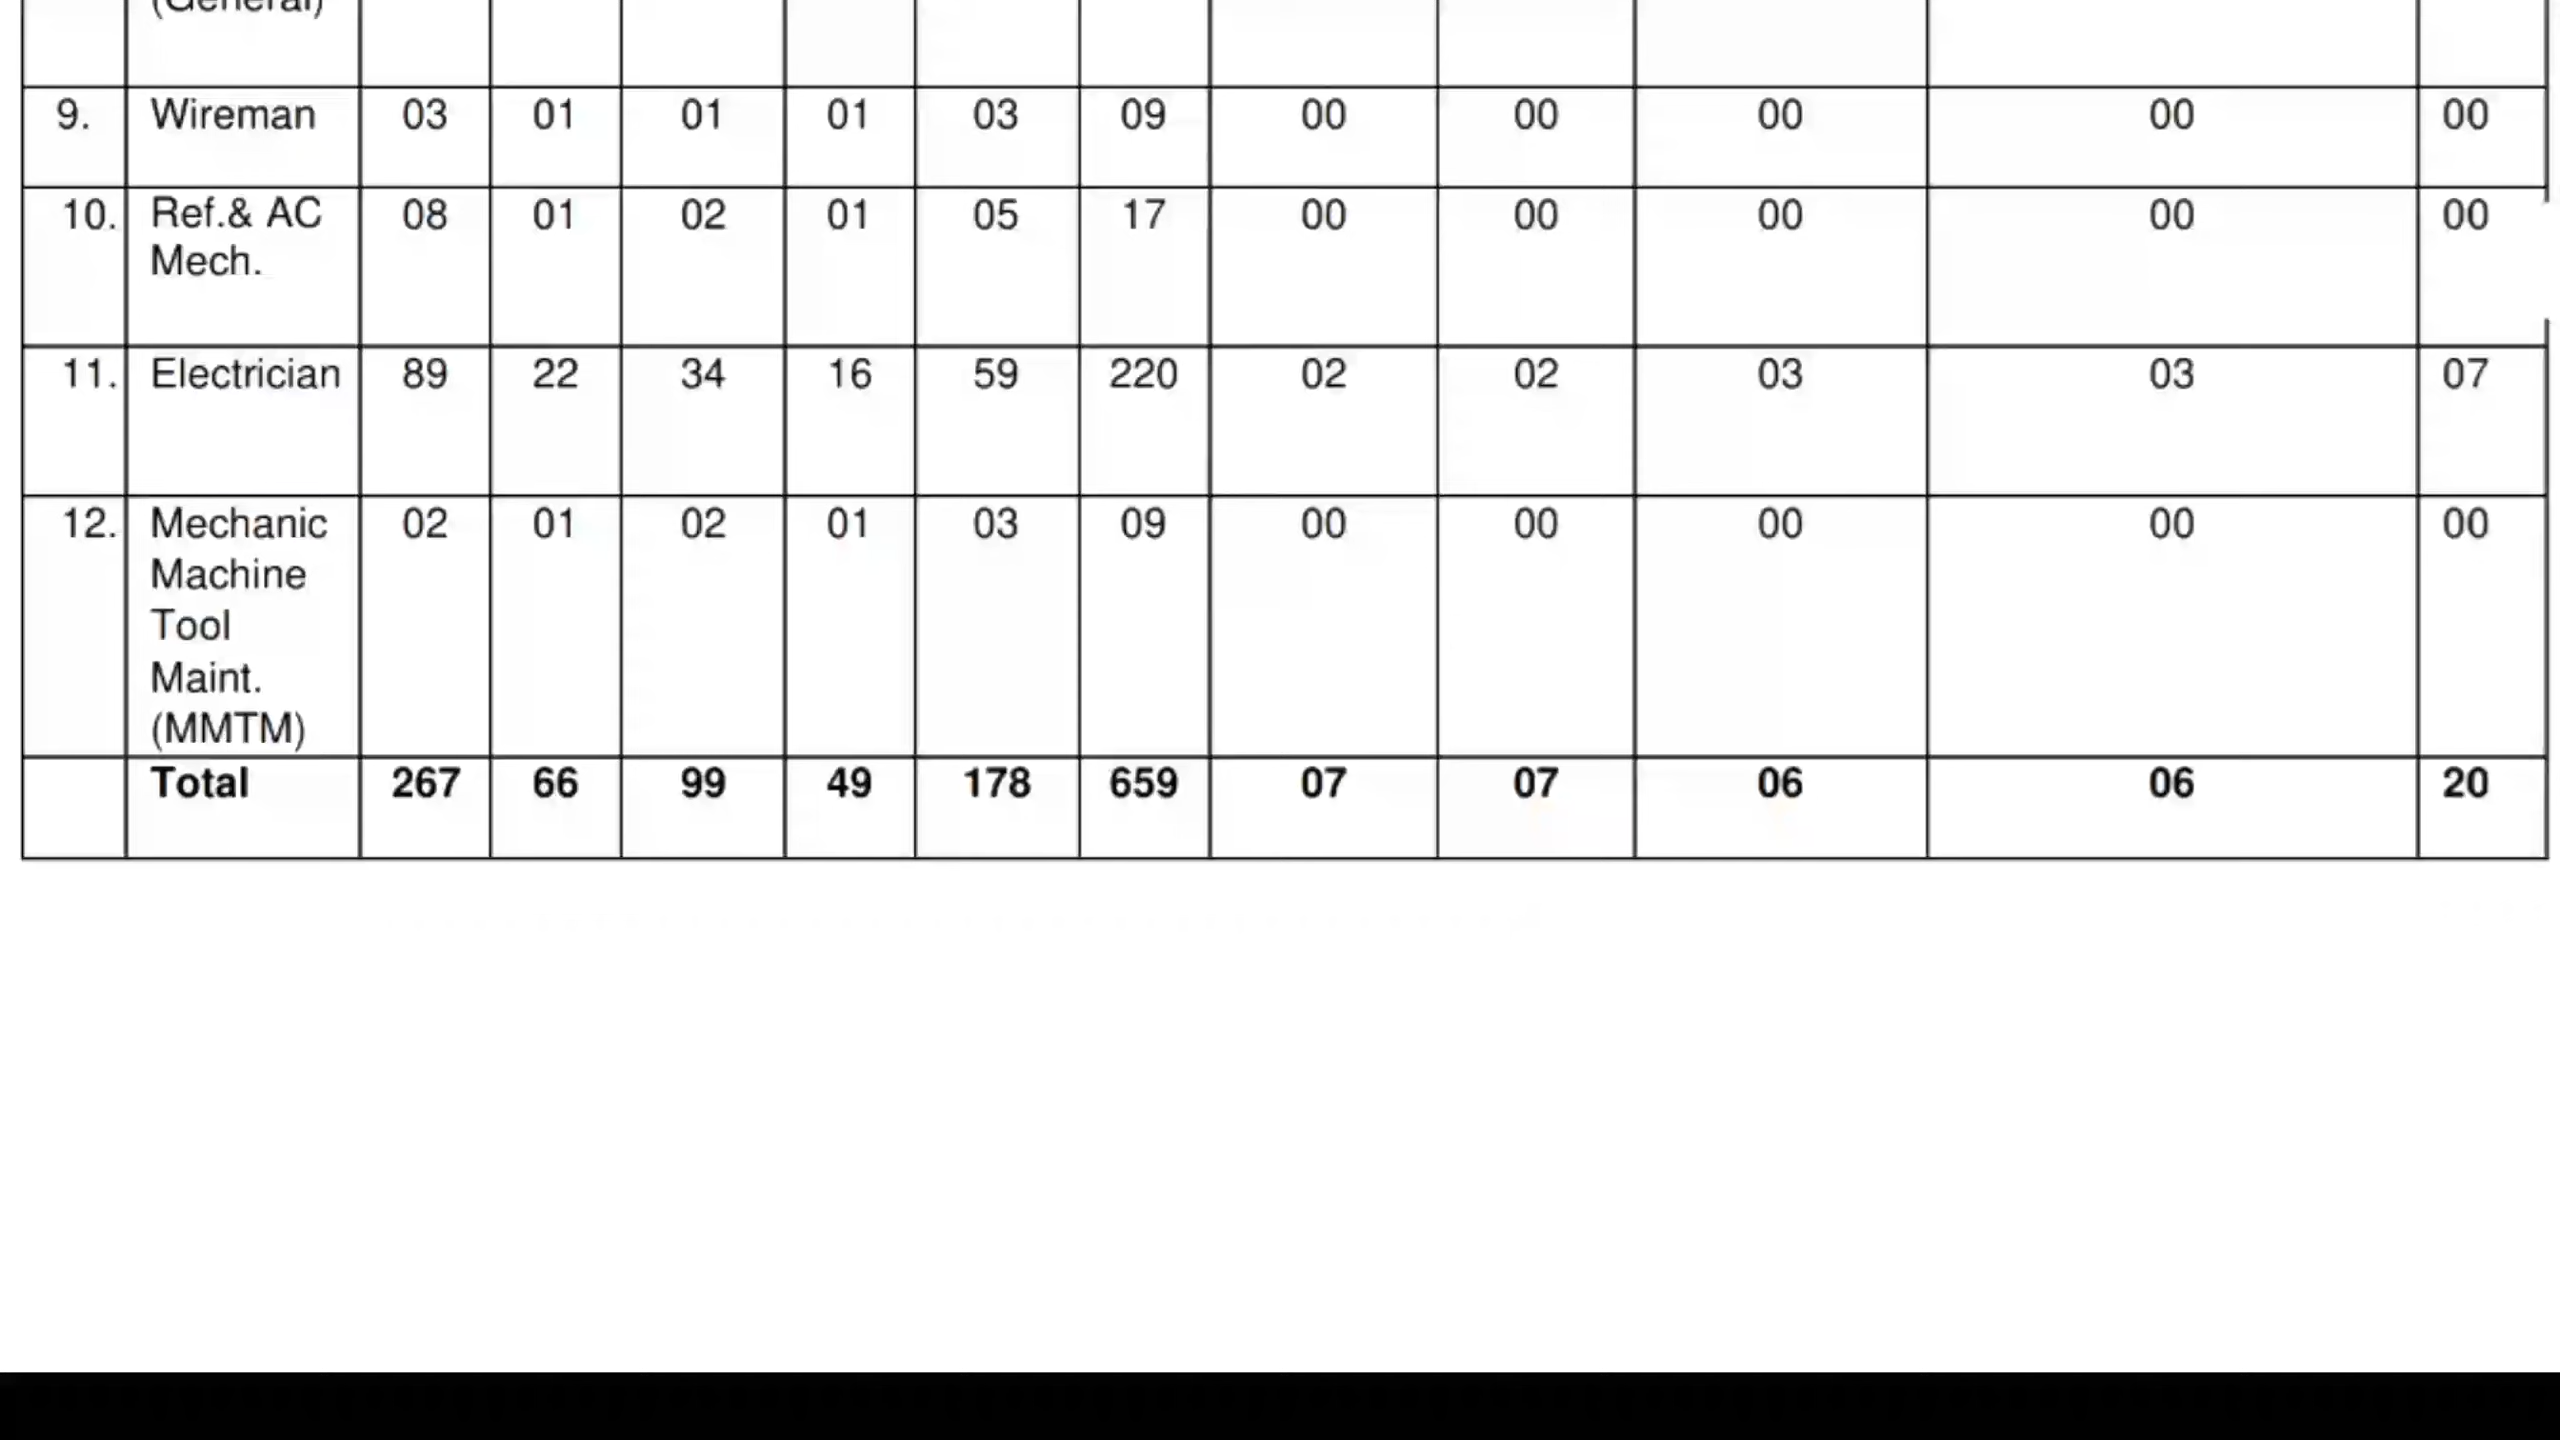 (General)
9. Wireman 03 01 01 01 03 09 00 00 00 00 00
10. Ref.& AC 08 01 02 01 05 17 00 00 00 00 00
Mech.
11. Electrician 89 22 34 16 59 220 02 02 03 03 07
12. Mechanic 02 01 02 01 03 09 00 00 00 00 00
Machine
Tool
Maint.
(MMTM)
Total 267 66 99 49 178 659 07 07 06 06 20